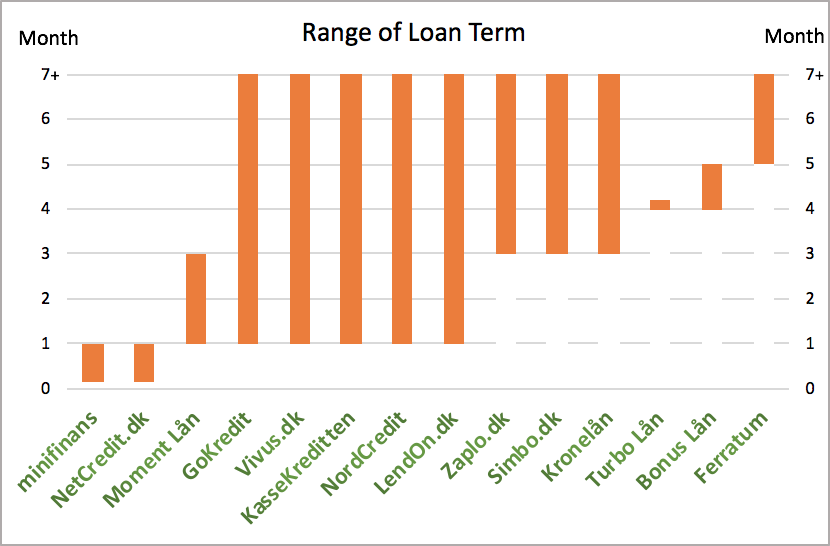 Range of Loan Term
Month
Month
7+
7+
6
6
5
5
4
4
3
3
2
2
1
1
0
0
minifinans
NetCredit.dk
Moment Lån
GoKredit
Vivus.dk
KasseKreditten
NordCredit
LendOn.dk
Zaplo.dk
Simbo.dk
Kronelån
Turbo Lån
Bonus Lån
Ferratum